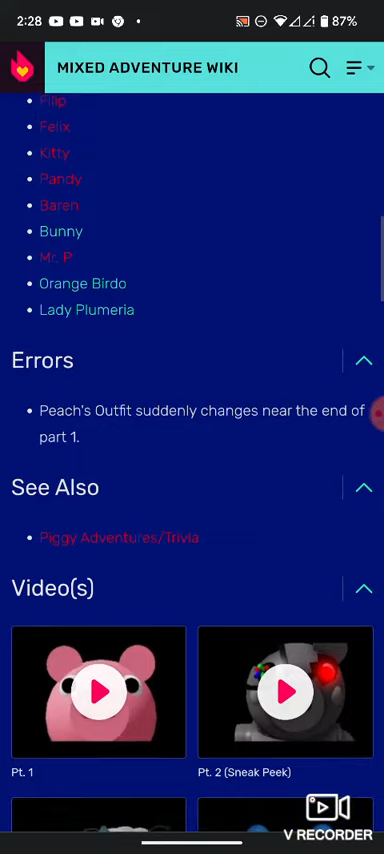 2:28
87%
MIXED ADVENTURE WIKI
Filip
Felix
Kitty
Pandy
Baren
Bunny
Mr. P
Orange Birdo
Lady Plumeria
Errors
Peach's Outfit suddenly changes near the end of
part 1.
See Also
Piggy Adventures/Trivia
Video(s)
Pt. 1
Pt. 2 (Sneak Peek)
V RECORDER